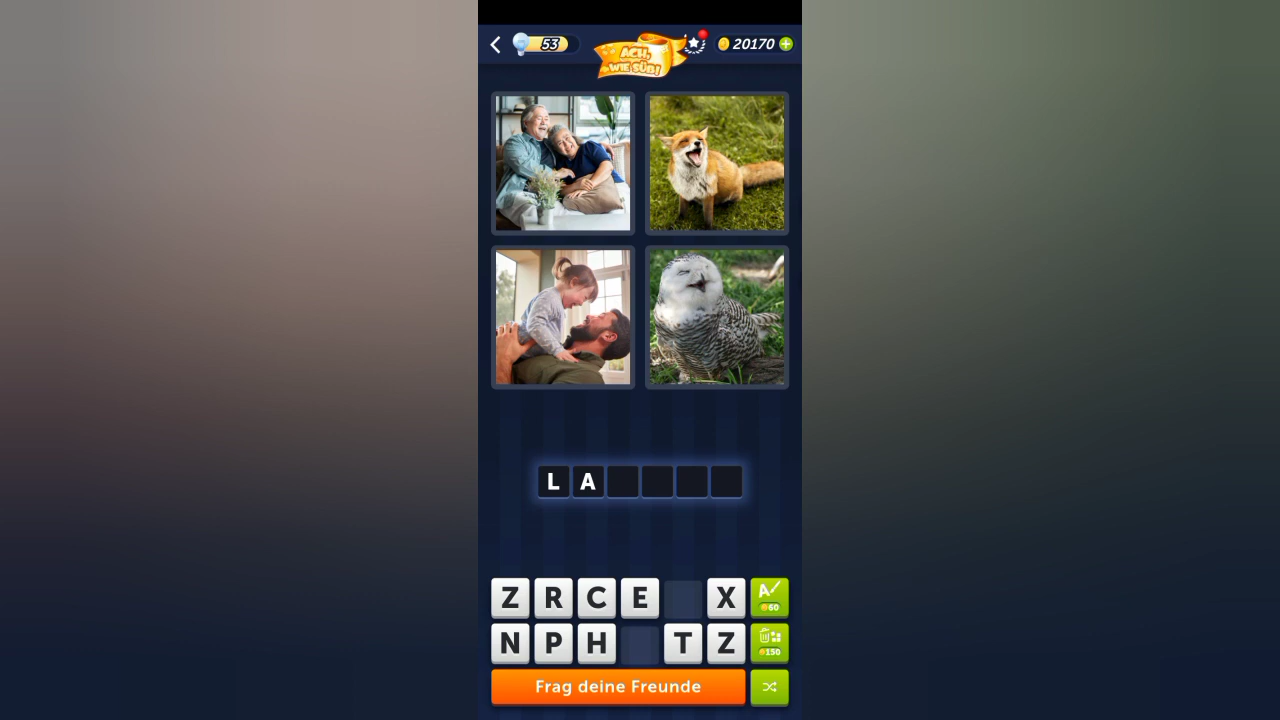 53
ACH,
WIE SÜß!
20170
L A
Z R C E X
A
60
N P H T Z
150
Frag deine Freunde